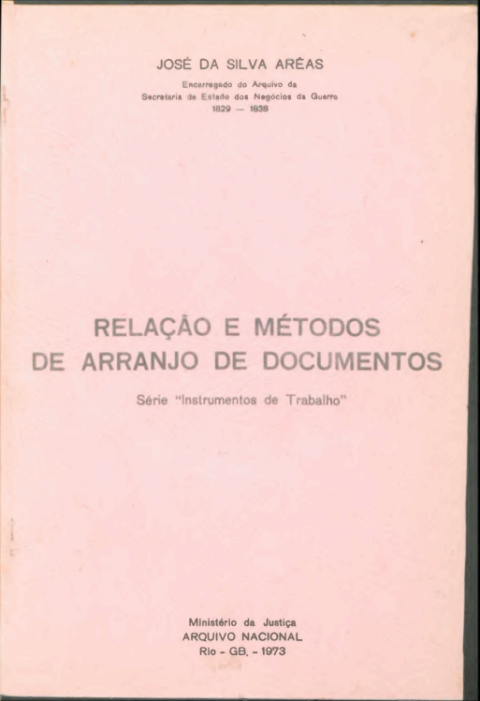 JOSÉ DA SILVA ARÊAS
Encarregado do Arquivo da
Secretaria de Estado dos Negócios da Guerra
1829 — 1838
RELAÇÃO E MÉTODOS
DE ARRANJO DE DOCUMENTOS
Série "Instrumentos de Trabalho"
Ministério da Justiça
ARQUIVO NACIONAL
Rio - GB. - 1973